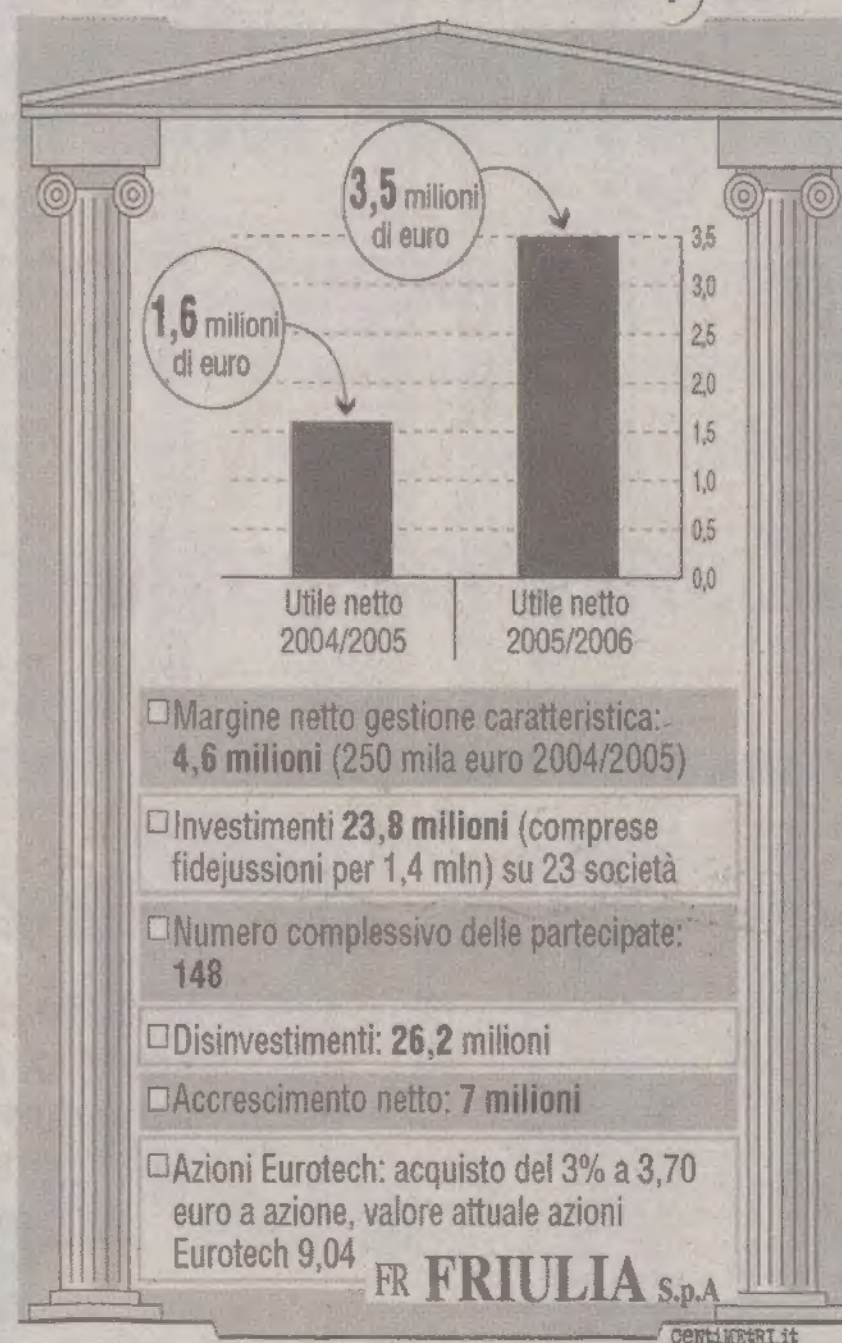 3,5 milioni
di euro
1,6 milioni
di euro
3,5
3,0
2,5
2,0
1,5
1,0
0,5
0,0
Utile netto
2004/2005
Utile netto
2005/2006
□Margine netto gestione caratteristica:
4,6 milioni (250 mila euro 2004/2005)
□Investimenti 23,8 milioni (comprese
fidejussioni per 1,4 mln) su 23 società
□Numero complessivo delle partecipate:
148
□Disinvestimenti: 26,2 milioni
□Accrescimento netto: 7 milioni
□Azioni Eurotech: acquisto del 3% a 3,70
euro a azione, valore attuale azioni
Eurotech 9,04
FR FRIULIA S.p.A
CENTIMETRI.it